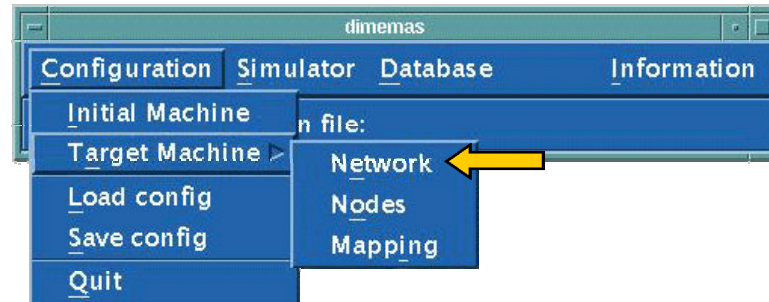 dimemas
Configuration Simulator Database Information
Initial Machine
n file:
Target Machine
Network
Load config
Nodes
Save config
Mapping
Quit